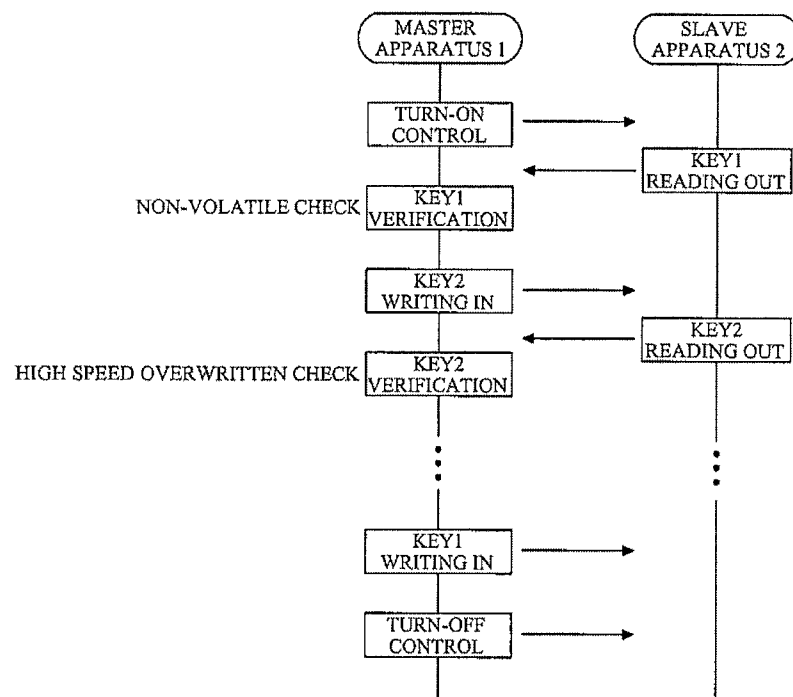 MASTER
APPARATUS 1
SLAVE
APPARATUS 2
TURN-ON
CONTROL
KEY1
READING OUT
NON-VOLATILE CHECK
KEY1
VERIFICATION
KEY2
WRITING IN
KEY2
READING OUT
HIGH SPEED OVERWRITTEN CHECK
KEY2
VERIFICATION
KEY1
WRITING IN
TURN-OFF
CONTROL